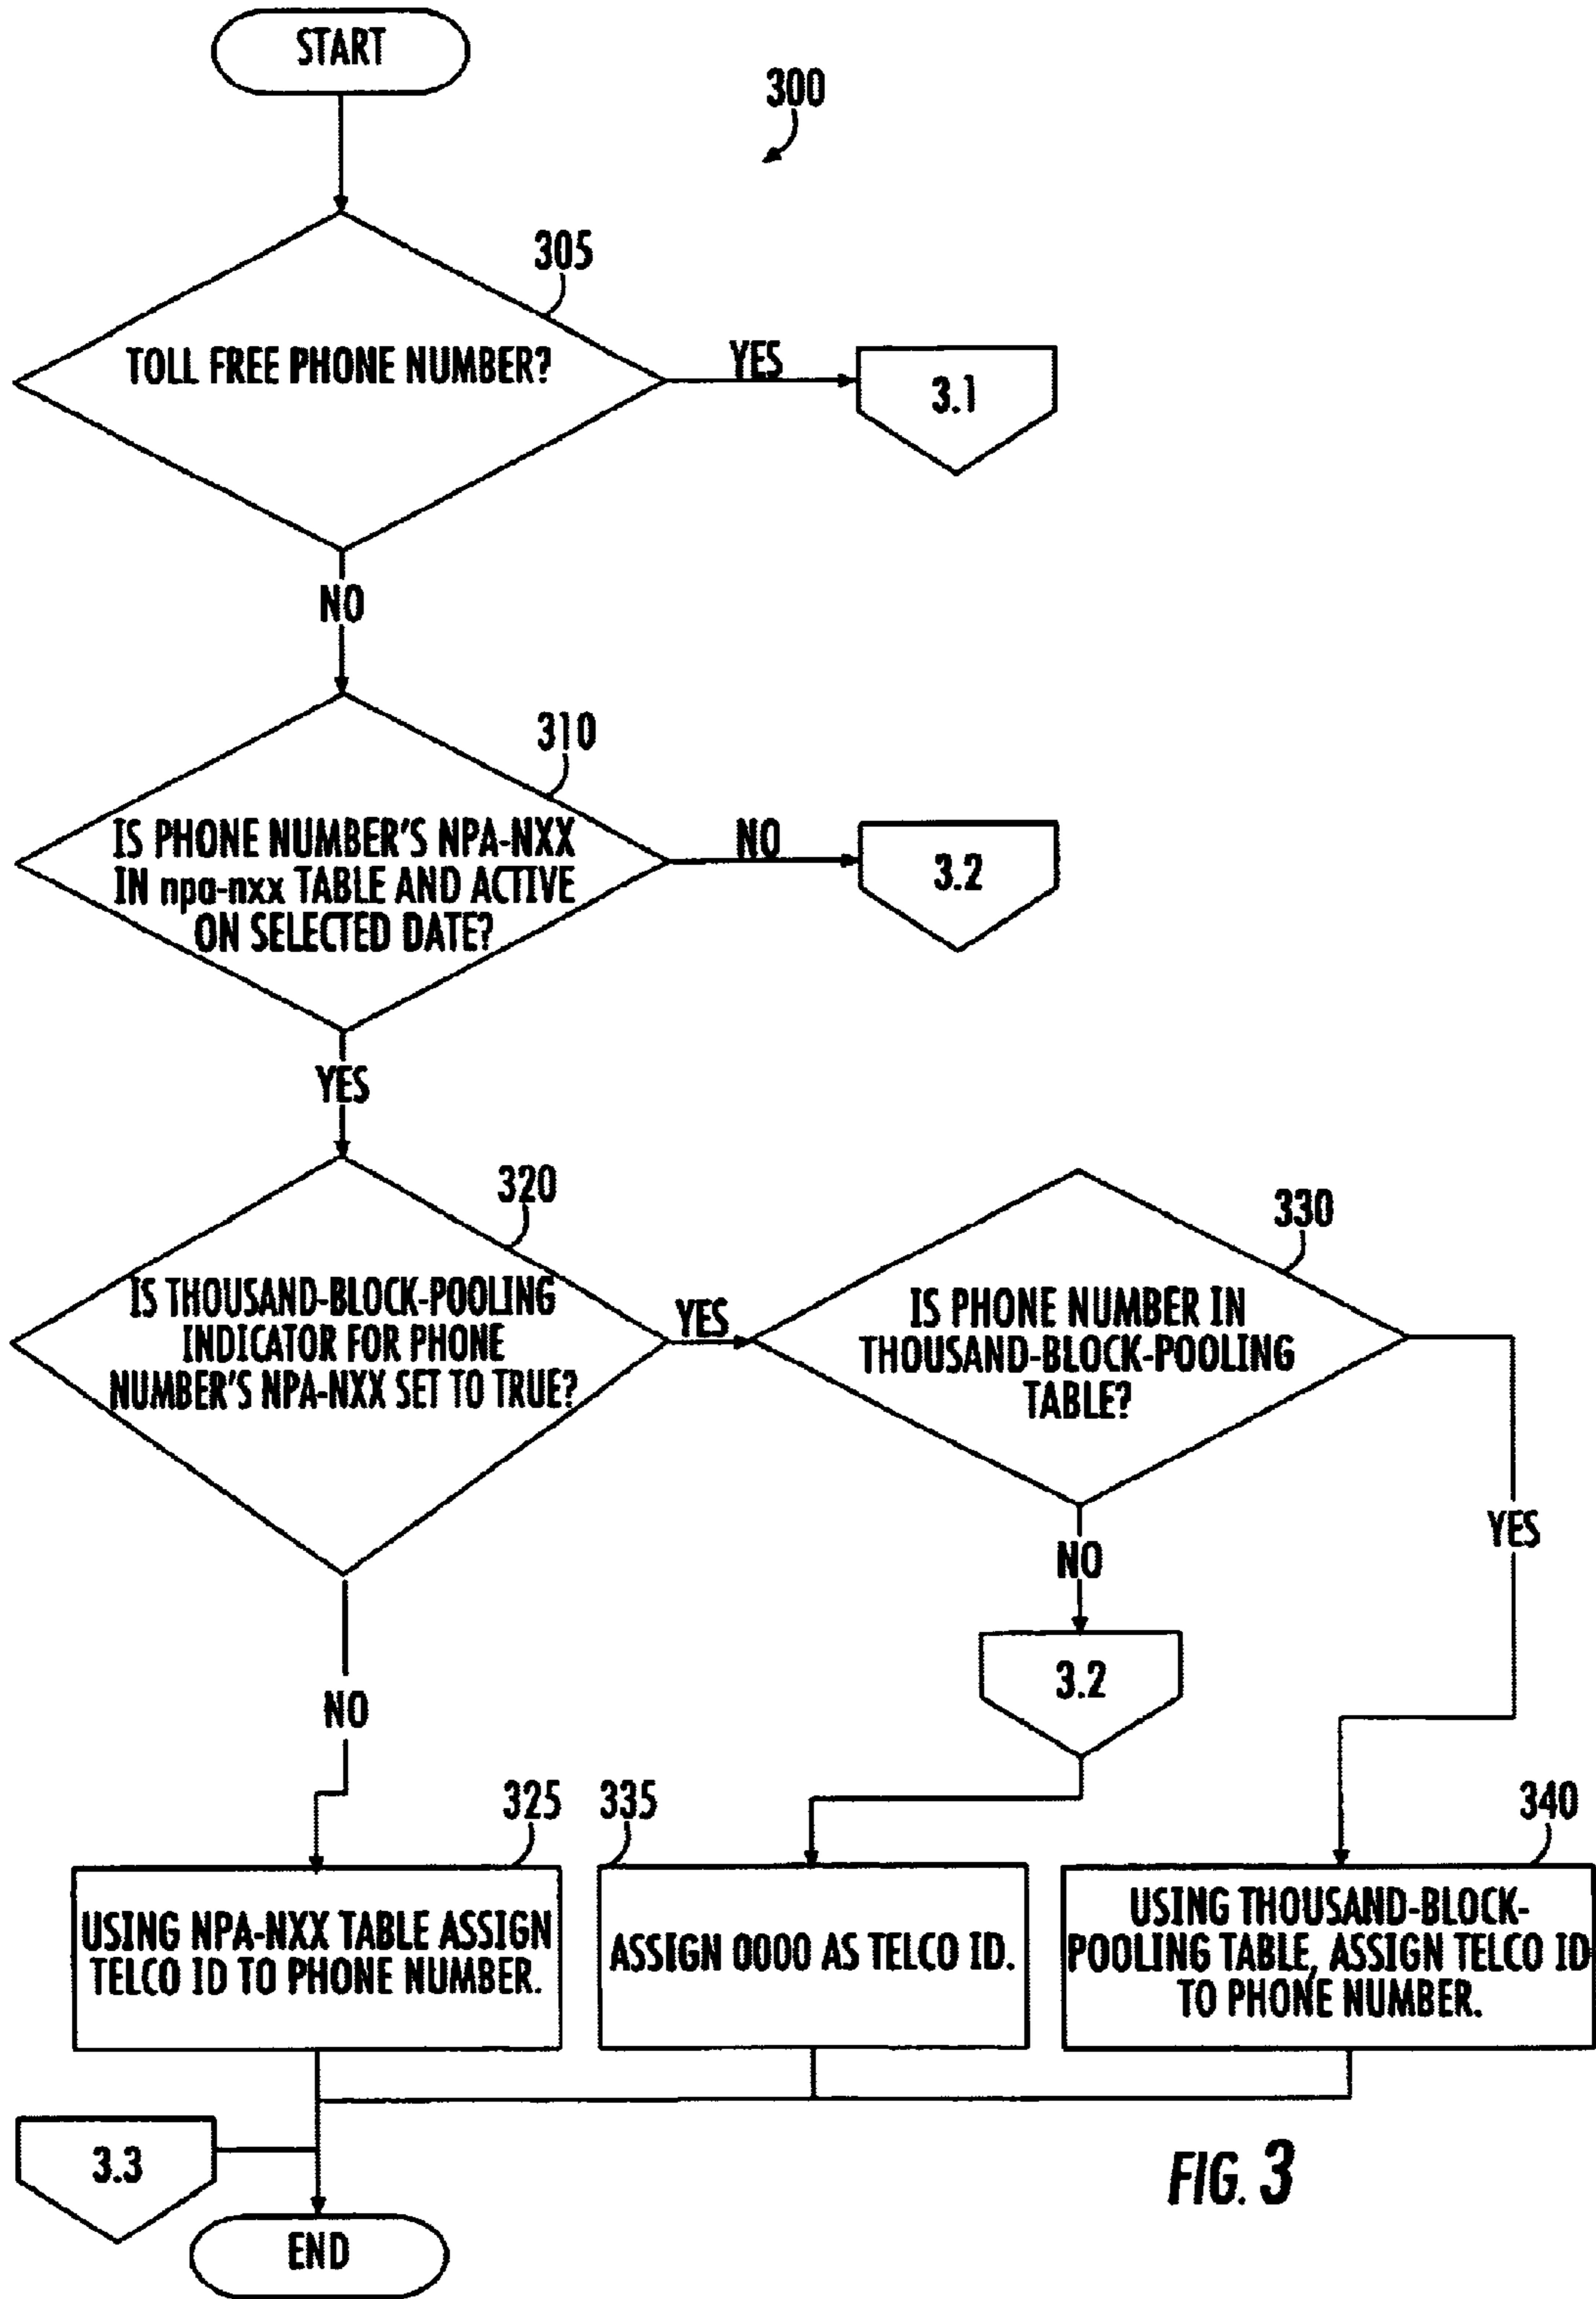 START
300
305
TOLL FREE PHONE NUMBER?
YES
3.1
NO
310
IS PHONE NUMBER'S NPA-NXX
IN npa-nxx TABLE AND ACTIVE
ON SELECTED DATE?
NO
3.2
YES
320
IS THOUSAND-BLOCK-POOLING
INDICATOR FOR PHONE
NUMBER'S NPA-NXX SET TO TRUE?
YES
330
IS PHONE NUMBER IN
THOUSAND-BLOCK-POOLING
TABLE?
YES
NO
3.2
NO
325
USING NPA-NXX TABLE ASSIGN
TELCO ID TO PHONE NUMBER.
335
ASSIGN 0000 AS TELCO ID.
340
USING THOUSAND-BLOCK-
POOLING TABLE, ASSIGN TELCO ID
TO PHONE NUMBER.
3.3
END
FIG. 3